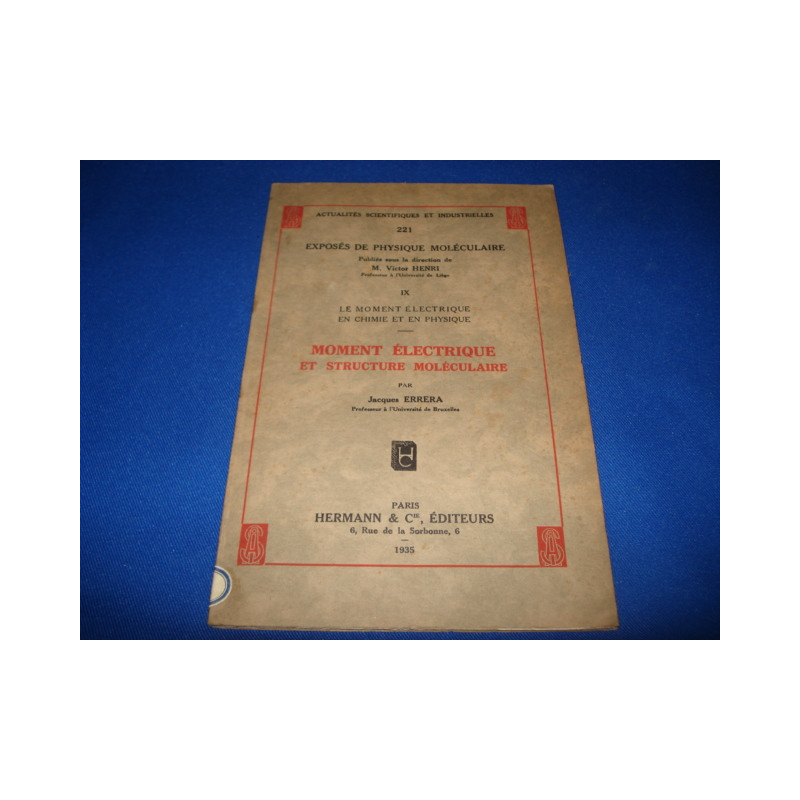 ACTUALITÉS SCIENTIFIQUES ET INDUSTRIELLES
221
EXPOSÉS DE PHYSIQUE MOLÉCULAIRE
Publiés sous la direction de
M. Victor HENRI
Professeur à l'Université de Liége
IX
LE MOMENT ÉLECTRIQUE
EN CHIMIE ET EN PHYSIQUE
MOMENT ÉLECTRIQUE
ET STRUCTURE MOLÉCULAIRE
PAR
Jacques ERRERA
Professeur à l'Université de Bruxelles
HC
PARIS
HERMANN & Cie, ÉDITEURS
6, Rue de la Sorbonne, 6
1935